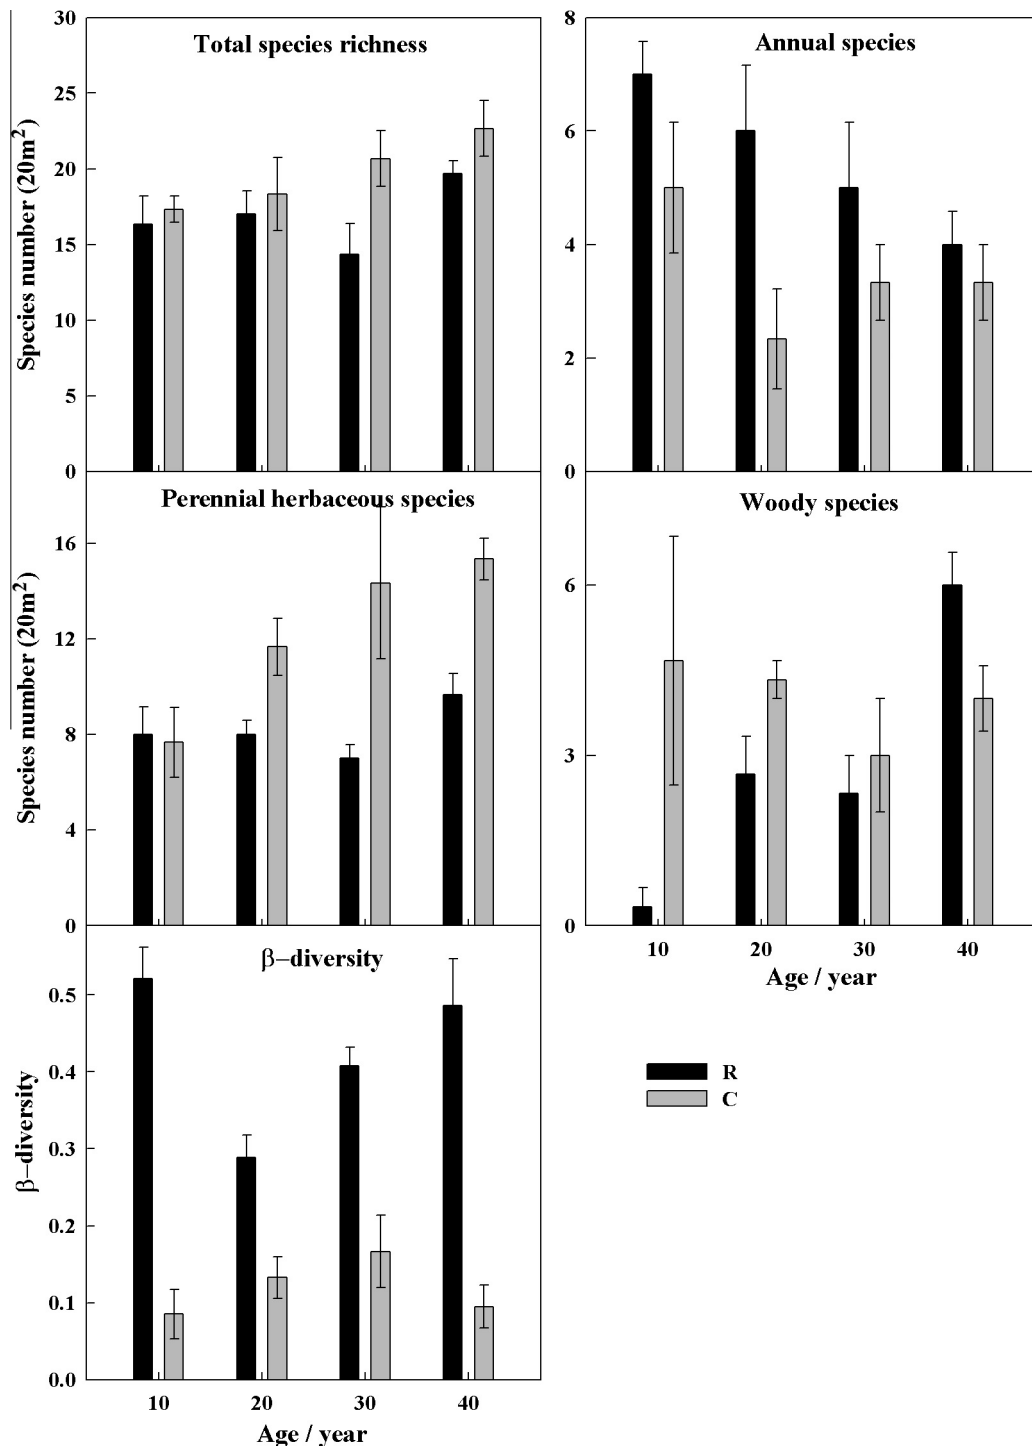 Total species richness
30
25
20
15
10
5
0
Species number (20m²)
Annual species
8
6
4
2
0
Perennial herbaceous species
16
12
8
4
0
Species number (20m²)
Woody species
6
3
0
10 20 30 40
Age / year
β−diversity
0.5
0.4
0.3
0.2
0.1
0.0
β−diversity
10 20 30 40
Age / year
R
C